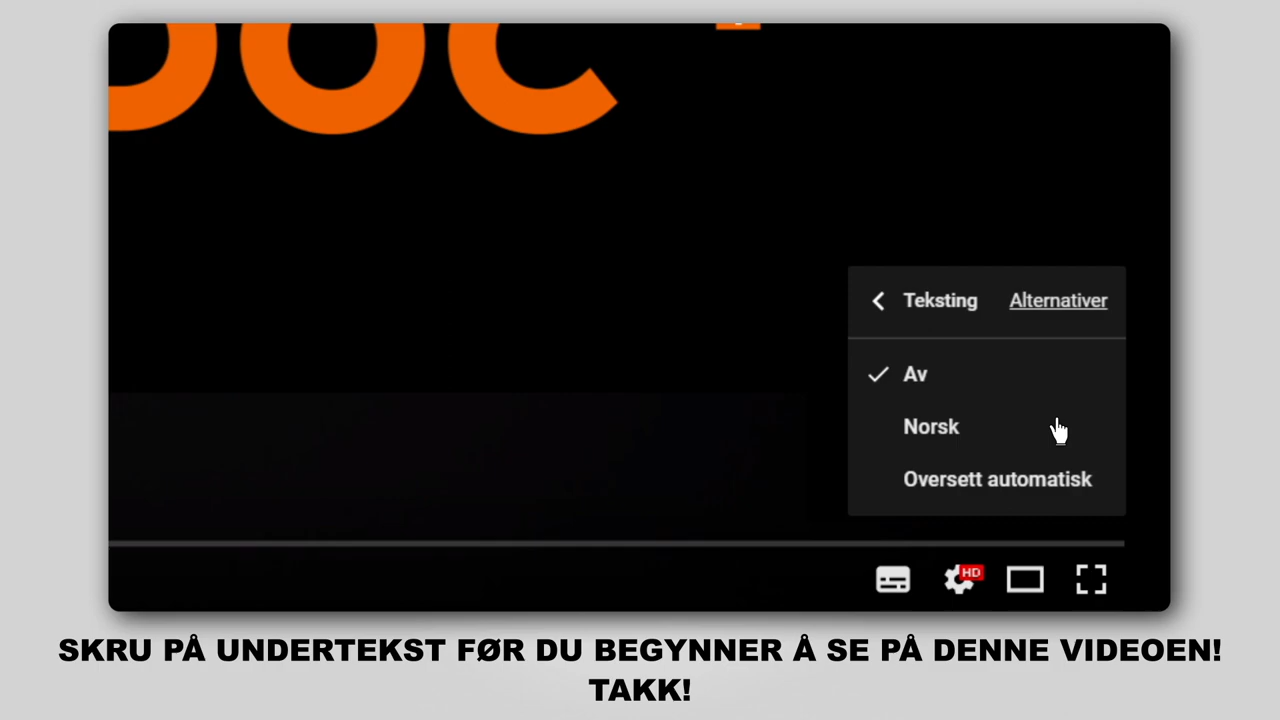 Teksting Alternativer
Av
Norsk
Oversett automatisk
HD
SKRU PÅ UNDERTEKST FØR DU BEGYNNER Å SE PÅ DENNE VIDEOEN!
TAKK!